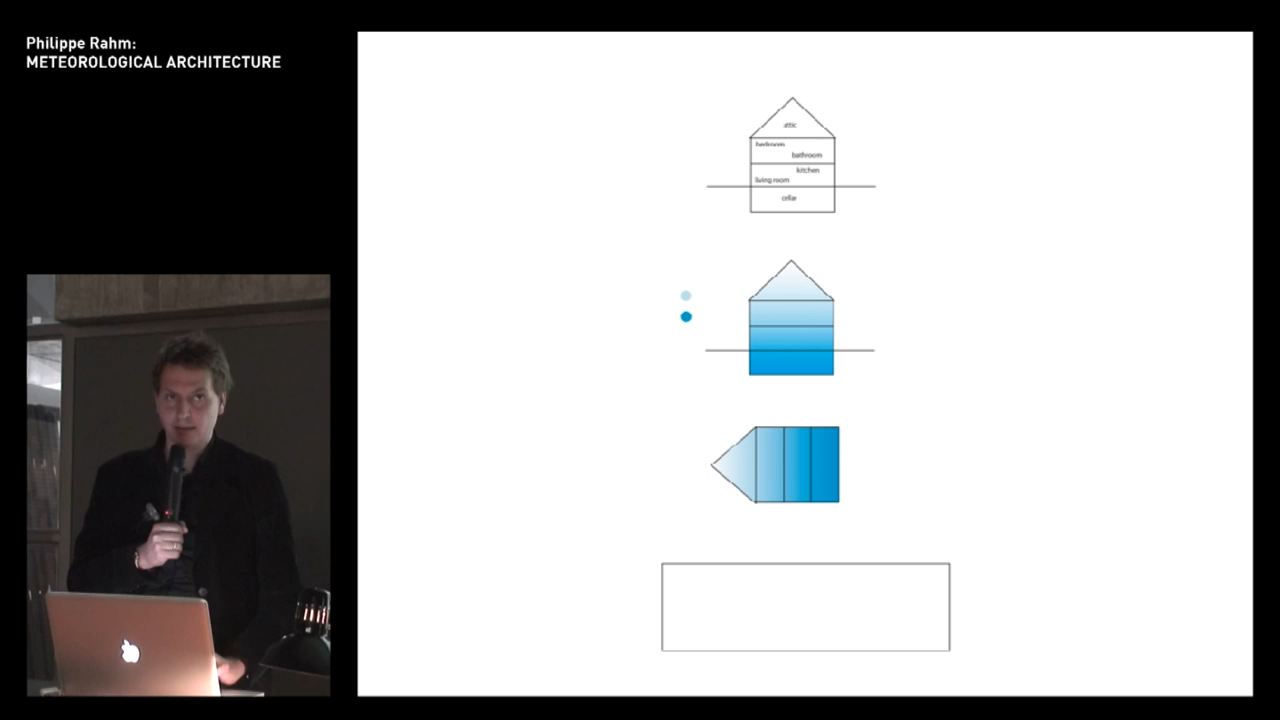 Philippe Rahm:
METEOROLOGICAL ARCHITECTURE
attic
bedroom
bathroom
kitchen
living room
cellar